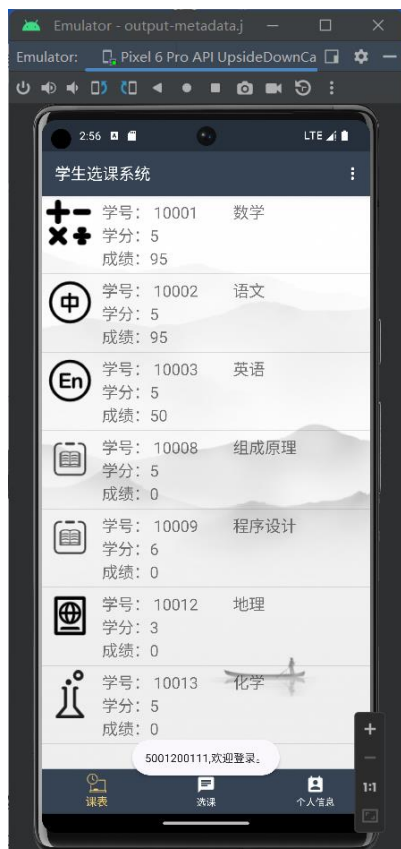 Emulator - output-metadata.j
Emulator: Pixel 6 Pro API UpsideDownCa
2:56 LTE
学生选课系统
学号: 10001 数学
学分: 5
成绩: 95
中 学号: 10002 语文
学分: 5
成绩: 95
En 学号: 10003 英语
学分: 5
成绩: 50
学号: 10008 组成原理
学分: 5
成绩: 0
学号: 10009 程序设计
学分: 6
成绩: 0
学号: 10012 地理
学分: 3
成绩: 0
学号: 10013 化学
学分: 5
成绩: 0
5001200111,欢迎登录。
课表 选课 个人信息
1:1